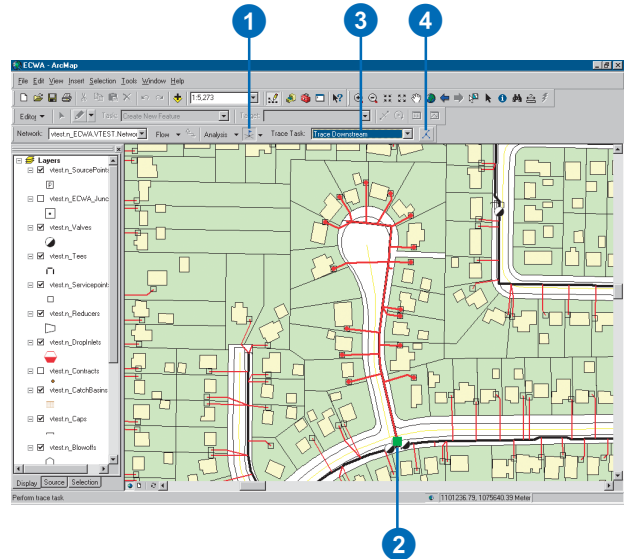 1
3
4
ECWA - ArcMap
File Edit View Insert Selection Tools Window Help
1:5,273
Editor Task: Create New Feature Target:
Network: vtest.n_ECWA.VTEST.Networ Flow Analysis Trace Task: Trace Downstream
Layers
vtest.n_SourcePoints
vtest.n_ECWA_Junc
vtest.n_Valves
vtest.n_Tees
vtest.n_Servicepoint
vtest.n_Reducers
vtest.n_DropInlets
vtest.n_Contacts
vtest.n_CatchBasins
vtest.n_Caps
vtest.n_Blowoffs
Display Source Selection
Perform trace task 1101236.79, 1075640.39 Meter
2